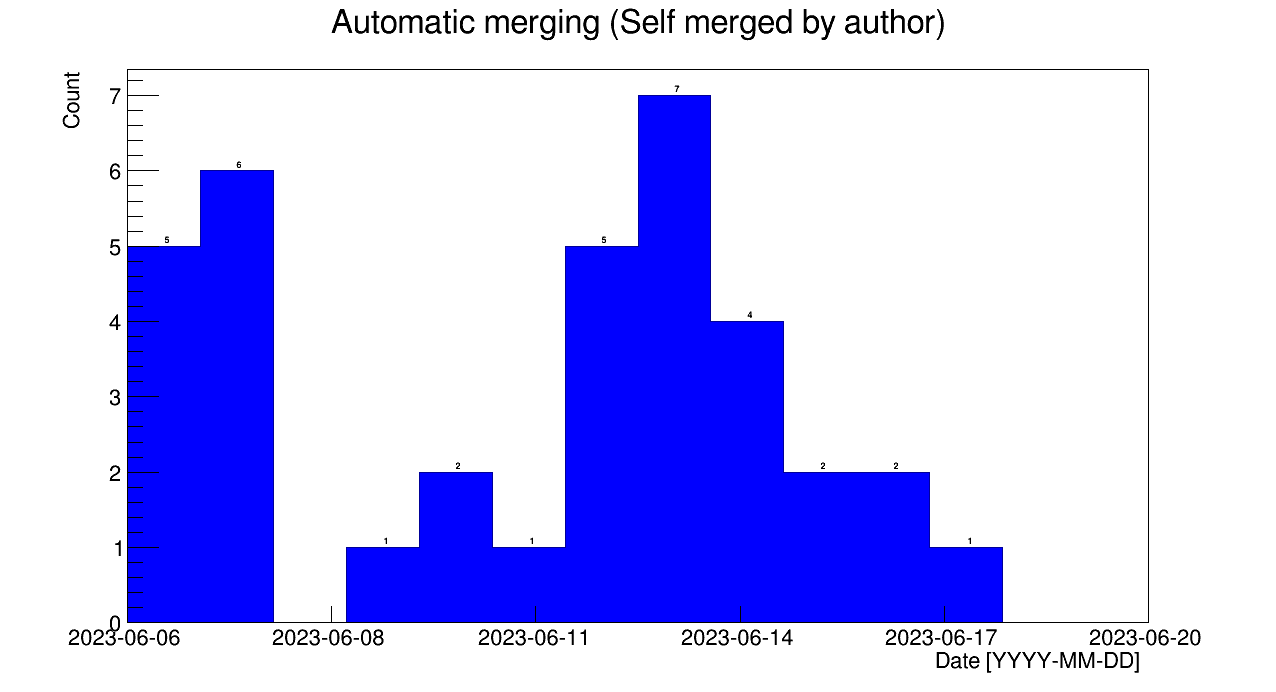 Automatic merging (Self merged by author)
Count
7
6
5
4
3
2
1
0
5 6 1 2 1 5 7 4 2 2 1
2023-06-06 2023-06-08 2023-06-11 2023-06-14 2023-06-17 2023-06-20
Date [YYYY-MM-DD]